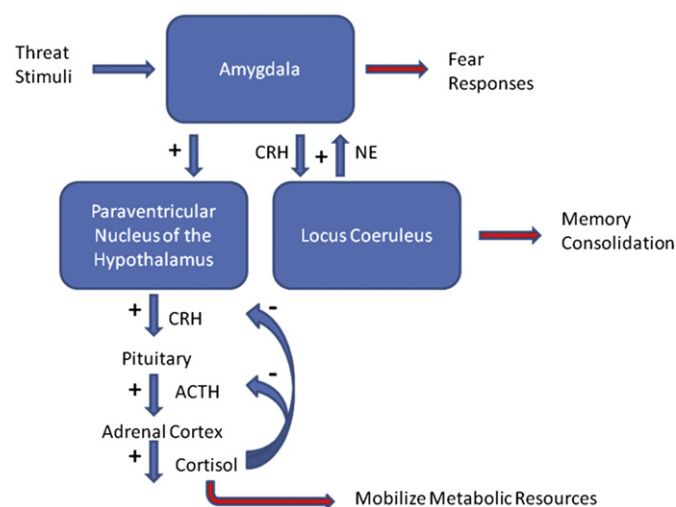 Threat
Stimuli
Amygdala
Fear
Responses
+
CRH
+
NE
Paraventricular
Nucleus of the
Hypothalamus
Locus Coeruleus
Memory
Consolidation
+
CRH
-
Pituitary
+
ACTH
-
Adrenal Cortex
+
Cortisol
Mobilize Metabolic Resources